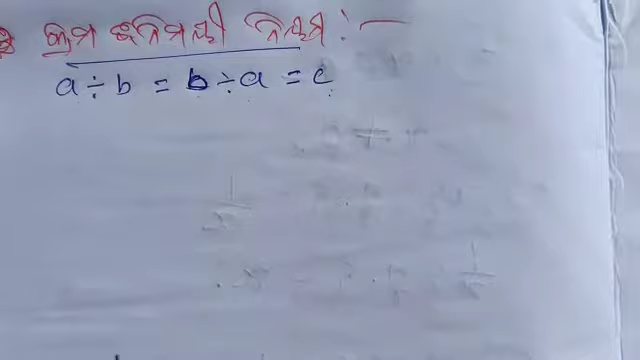 କ୍ରମ ବିନିମୟୀ ନିୟମ :—
a ÷ b = b ÷ a = c